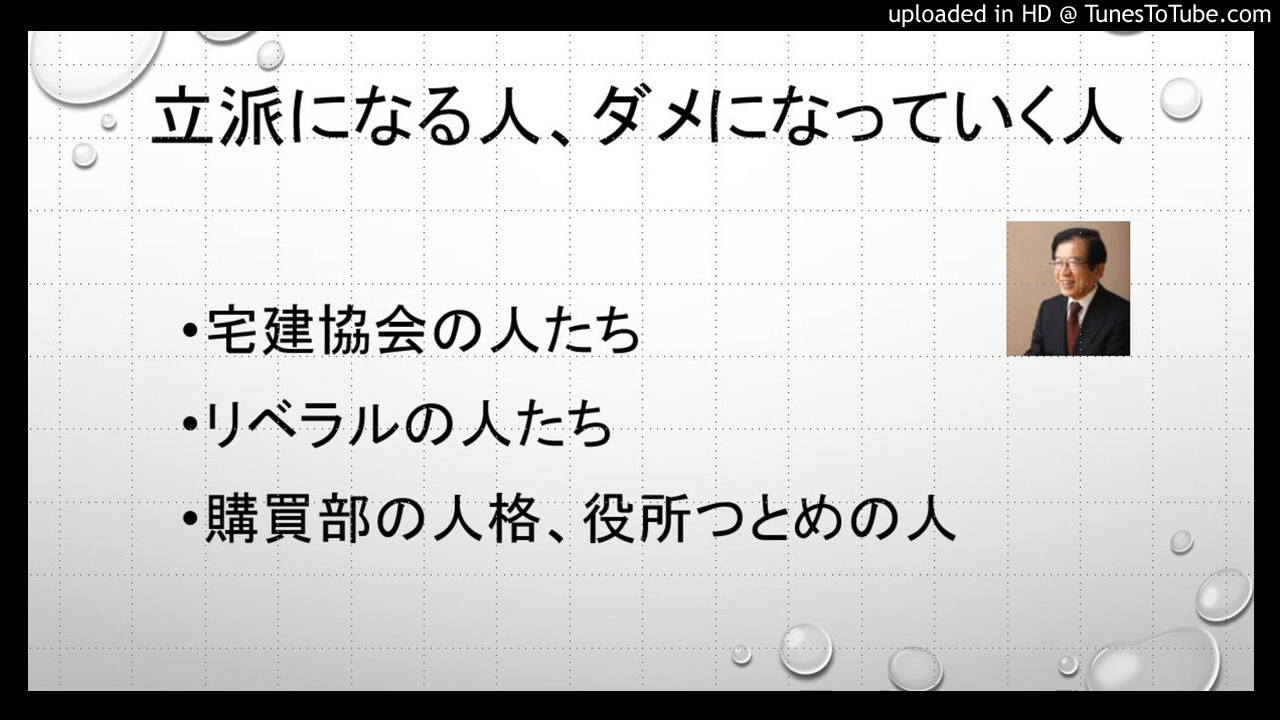 uploaded in HD @ TunesToTube.com
立派になる人、ダメになっていく人
•宅建協会の人たち
•リベラルの人たち
•購買部の人格、役所つとめの人